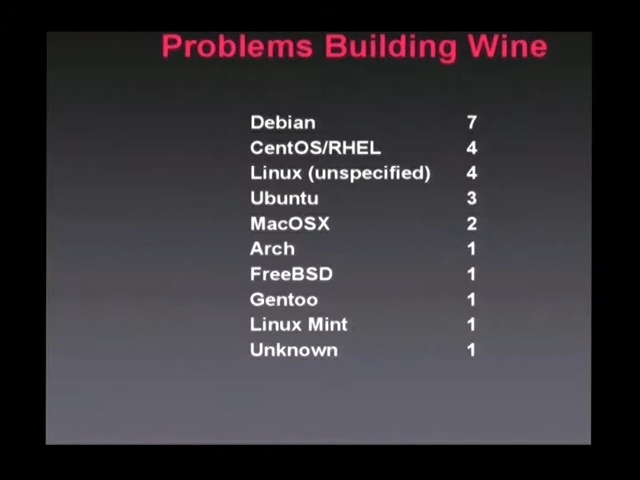 Problems Building Wine
Debian 7
CentOS/RHEL 4
Linux (unspecified) 4
Ubuntu 3
MacOSX 2
Arch 1
FreeBSD 1
Gentoo 1
Linux Mint 1
Unknown 1